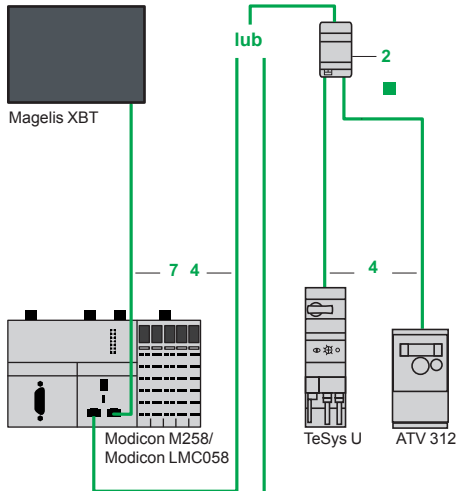 lub
2
Magelis XBT
7 4
4
Modicon M258/
Modicon LMC058
TeSys U
ATV 312